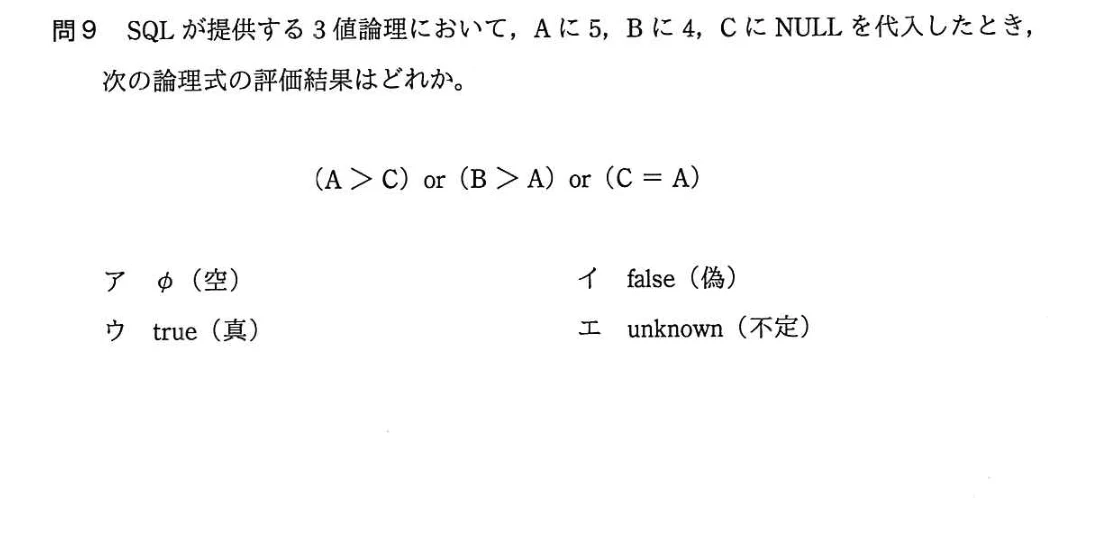 問9 SQL が提供する 3 値論理において，A に 5，B に 4，C に NULL を代入したとき，
次の論理式の評価結果はどれか。
（A ＞ C）or（B ＞ A）or（C = A）
ア φ（空） イ false（偽）
ウ true（真） エ unknown（不定）